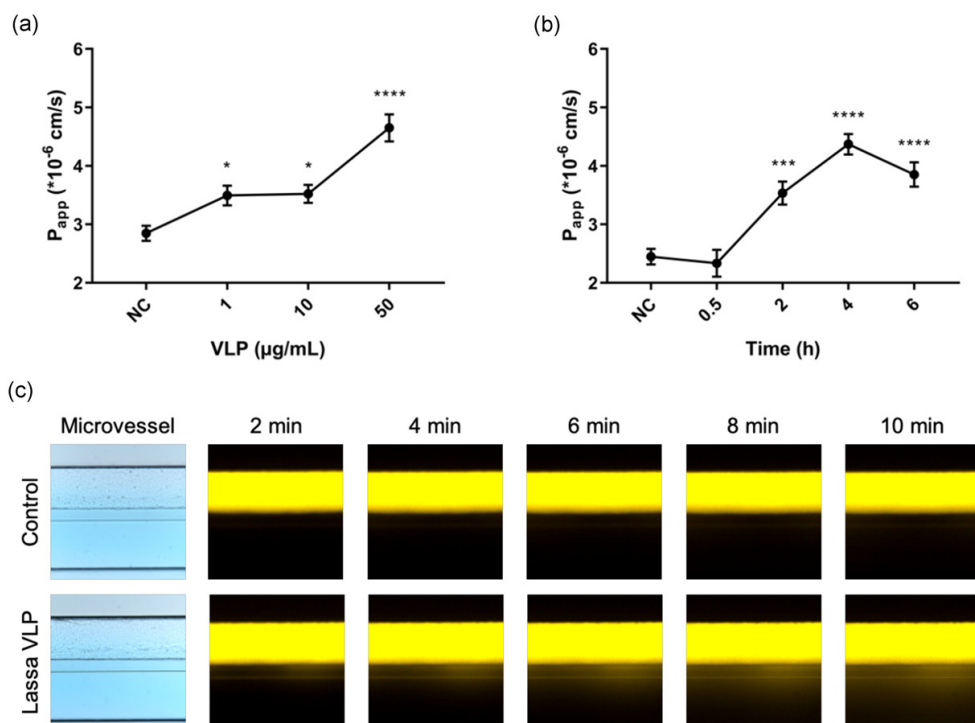 (a)
6
5
4
3
2
Papp (*10-6 cm/s)
*
*
****
NC
1
10
50
VLP (µg/mL)
(b)
6
5
4
3
2
Papp (*10-6 cm/s)
***
****
****
NC
0.5
2
4
6
Time (h)
(c)
Microvessel 2 min 4 min 6 min 8 min 10 min
Control
Lassa VLP